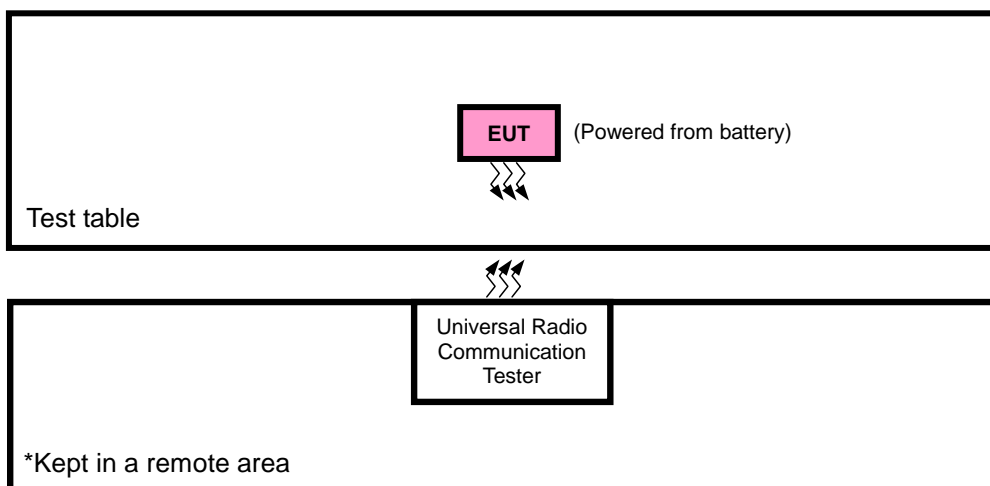 EUT
(Powered from battery)
Test table
Universal Radio
Communication
Tester
*Kept in a remote area